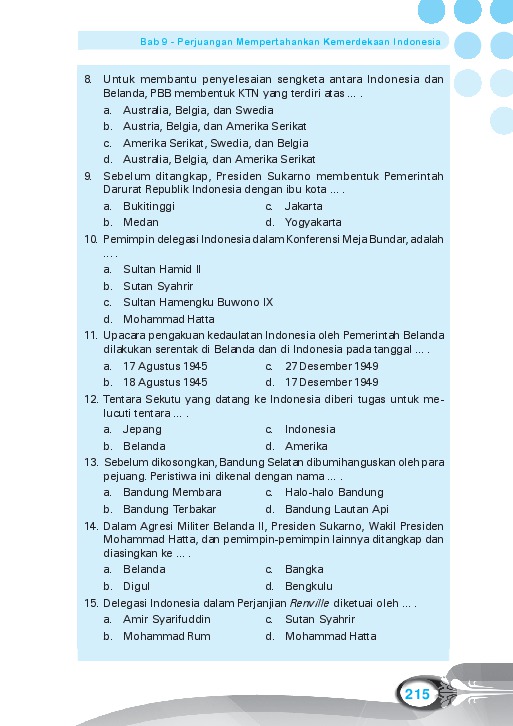 Bab 9 - Perjuangan Mempertahankan Kemerdekaan Indonesia
8. Untuk membantu penyelesaian sengketa antara Indonesia dan
Belanda, PBB membentuk KTN yang terdiri atas ... .
a. Australia, Belgia, dan Swedia
b. Austria, Belgia, dan Amerika Serikat
c. Amerika Serikat, Swedia, dan Belgia
d. Australia, Belgia, dan Amerika Serikat
9. Sebelum ditangkap, Presiden Sukarno membentuk Pemerintah
Darurat Republik Indonesia dengan ibu kota ... .
a. Bukitinggi c. Jakarta
b. Medan d. Yogyakarta
10. Pemimpin delegasi Indonesia dalam Konferensi Meja Bundar, adalah
... .
a. Sultan Hamid II
b. Sutan Syahrir
c. Sultan Hamengku Buwono IX
d. Mohammad Hatta
11. Upacara pengakuan kedaulatan Indonesia oleh Pemerintah Belanda
dilakukan serentak di Belanda dan di Indonesia pada tanggal ... .
a. 17 Agustus 1945 c. 27 Desember 1949
b. 18 Agustus 1945 d. 17 Desember 1949
12. Tentara Sekutu yang datang ke Indonesia diberi tugas untuk me-
lucuti tentara ... .
a. Jepang c. Indonesia
b. Belanda d. Amerika
13. Sebelum dikosongkan, Bandung Selatan dibumihanguskan oleh para
pejuang. Peristiwa ini dikenal dengan nama ... .
a. Bandung Membara c. Halo-halo Bandung
b. Bandung Terbakar d. Bandung Lautan Api
14. Dalam Agresi Militer Belanda II, Presiden Sukarno, Wakil Presiden
Mohammad Hatta, dan pemimpin-pemimpin lainnya ditangkap dan
diasingkan ke ... .
a. Belanda c. Bangka
b. Digul d. Bengkulu
15. Delegasi Indonesia dalam Perjanjian Renville diketuai oleh ... .
a. Amir Syarifuddin c. Sutan Syahrir
b. Mohammad Rum d. Mohammad Hatta
215